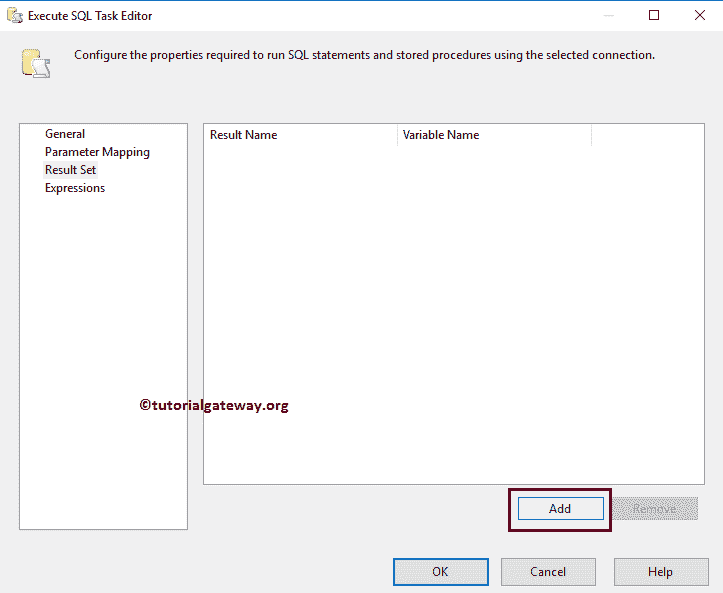 Execute SQL Task Editor
Configure the properties required to run SQL statements and stored procedures using the selected connection.
General
Parameter Mapping
Result Set
Expressions
Result Name
Variable Name
©tutorialgateway.org
Add
Remove
OK
Cancel
Help